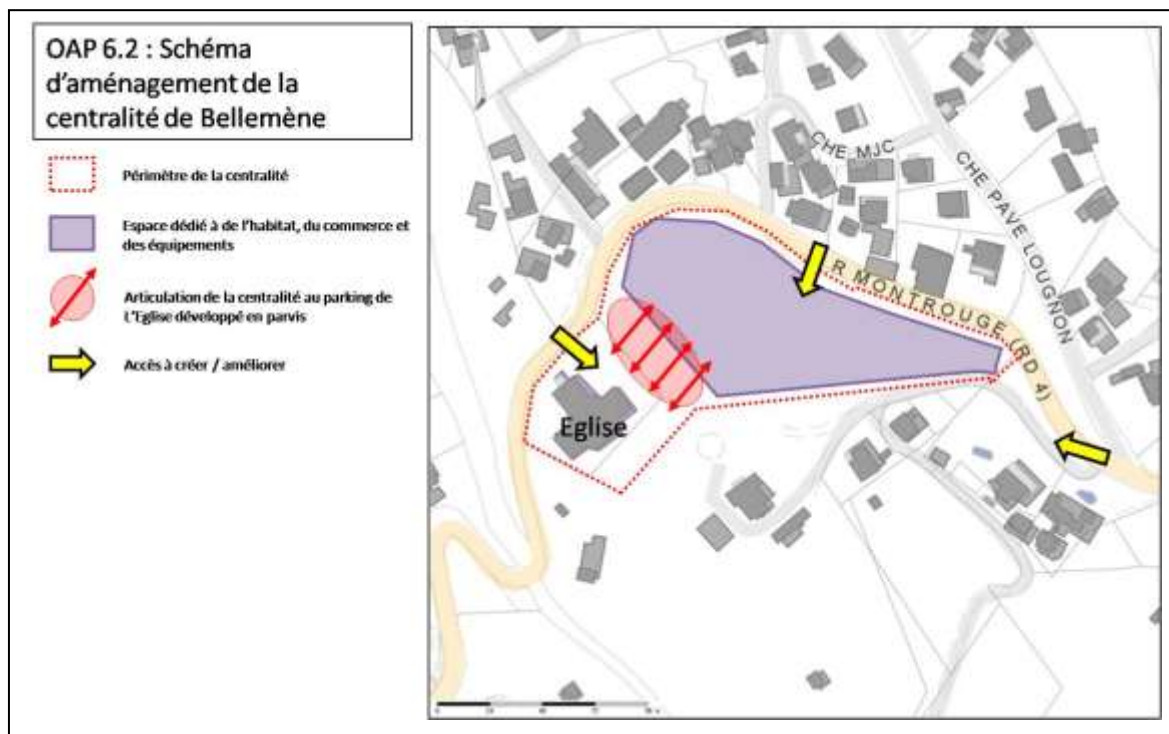 OAP 6.2 : Schéma
d'aménagement de la
centralité de Bellemène
Périmètre de la centralité
Espace dédié à de l'habitat, du commerce et
des équipements
Articulation de la centralité au parking de
L'Eglise développé en parvis
Accès à créer / améliorer
CHE MJC
CHE PAVE LOUGNON
R MONTROUGE (RD 4)
Eglise